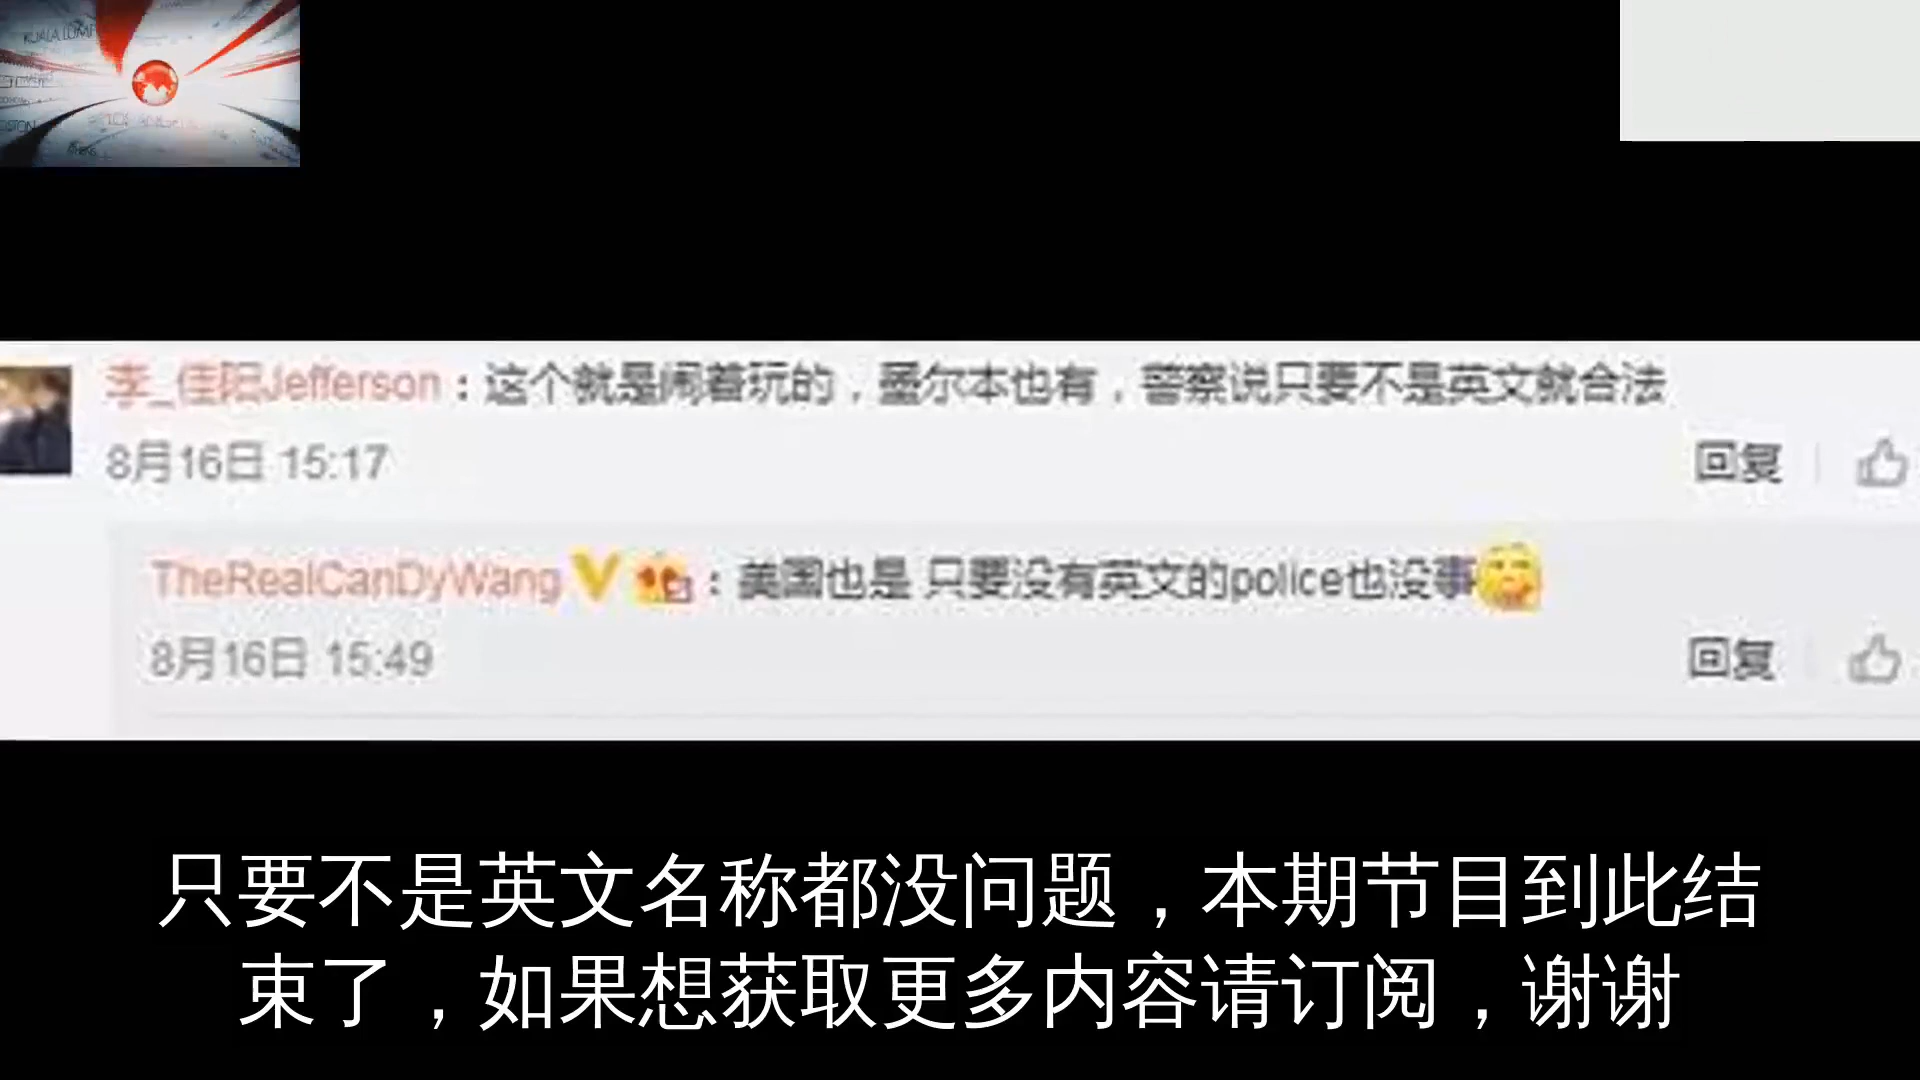 KUALA LUMP
李_佳阳Jefferson：这个就是闹着玩的，墨尔本也有，警察说只要不是英文就合法
8月16日 15:17
回复
TheRealCanDyWang：美国也是 只要没有英文的police也没事
8月16日 15:49
回复
只要不是英文名称都没问题，本期节目到此结
束了，如果想获取更多内容请订阅，谢谢